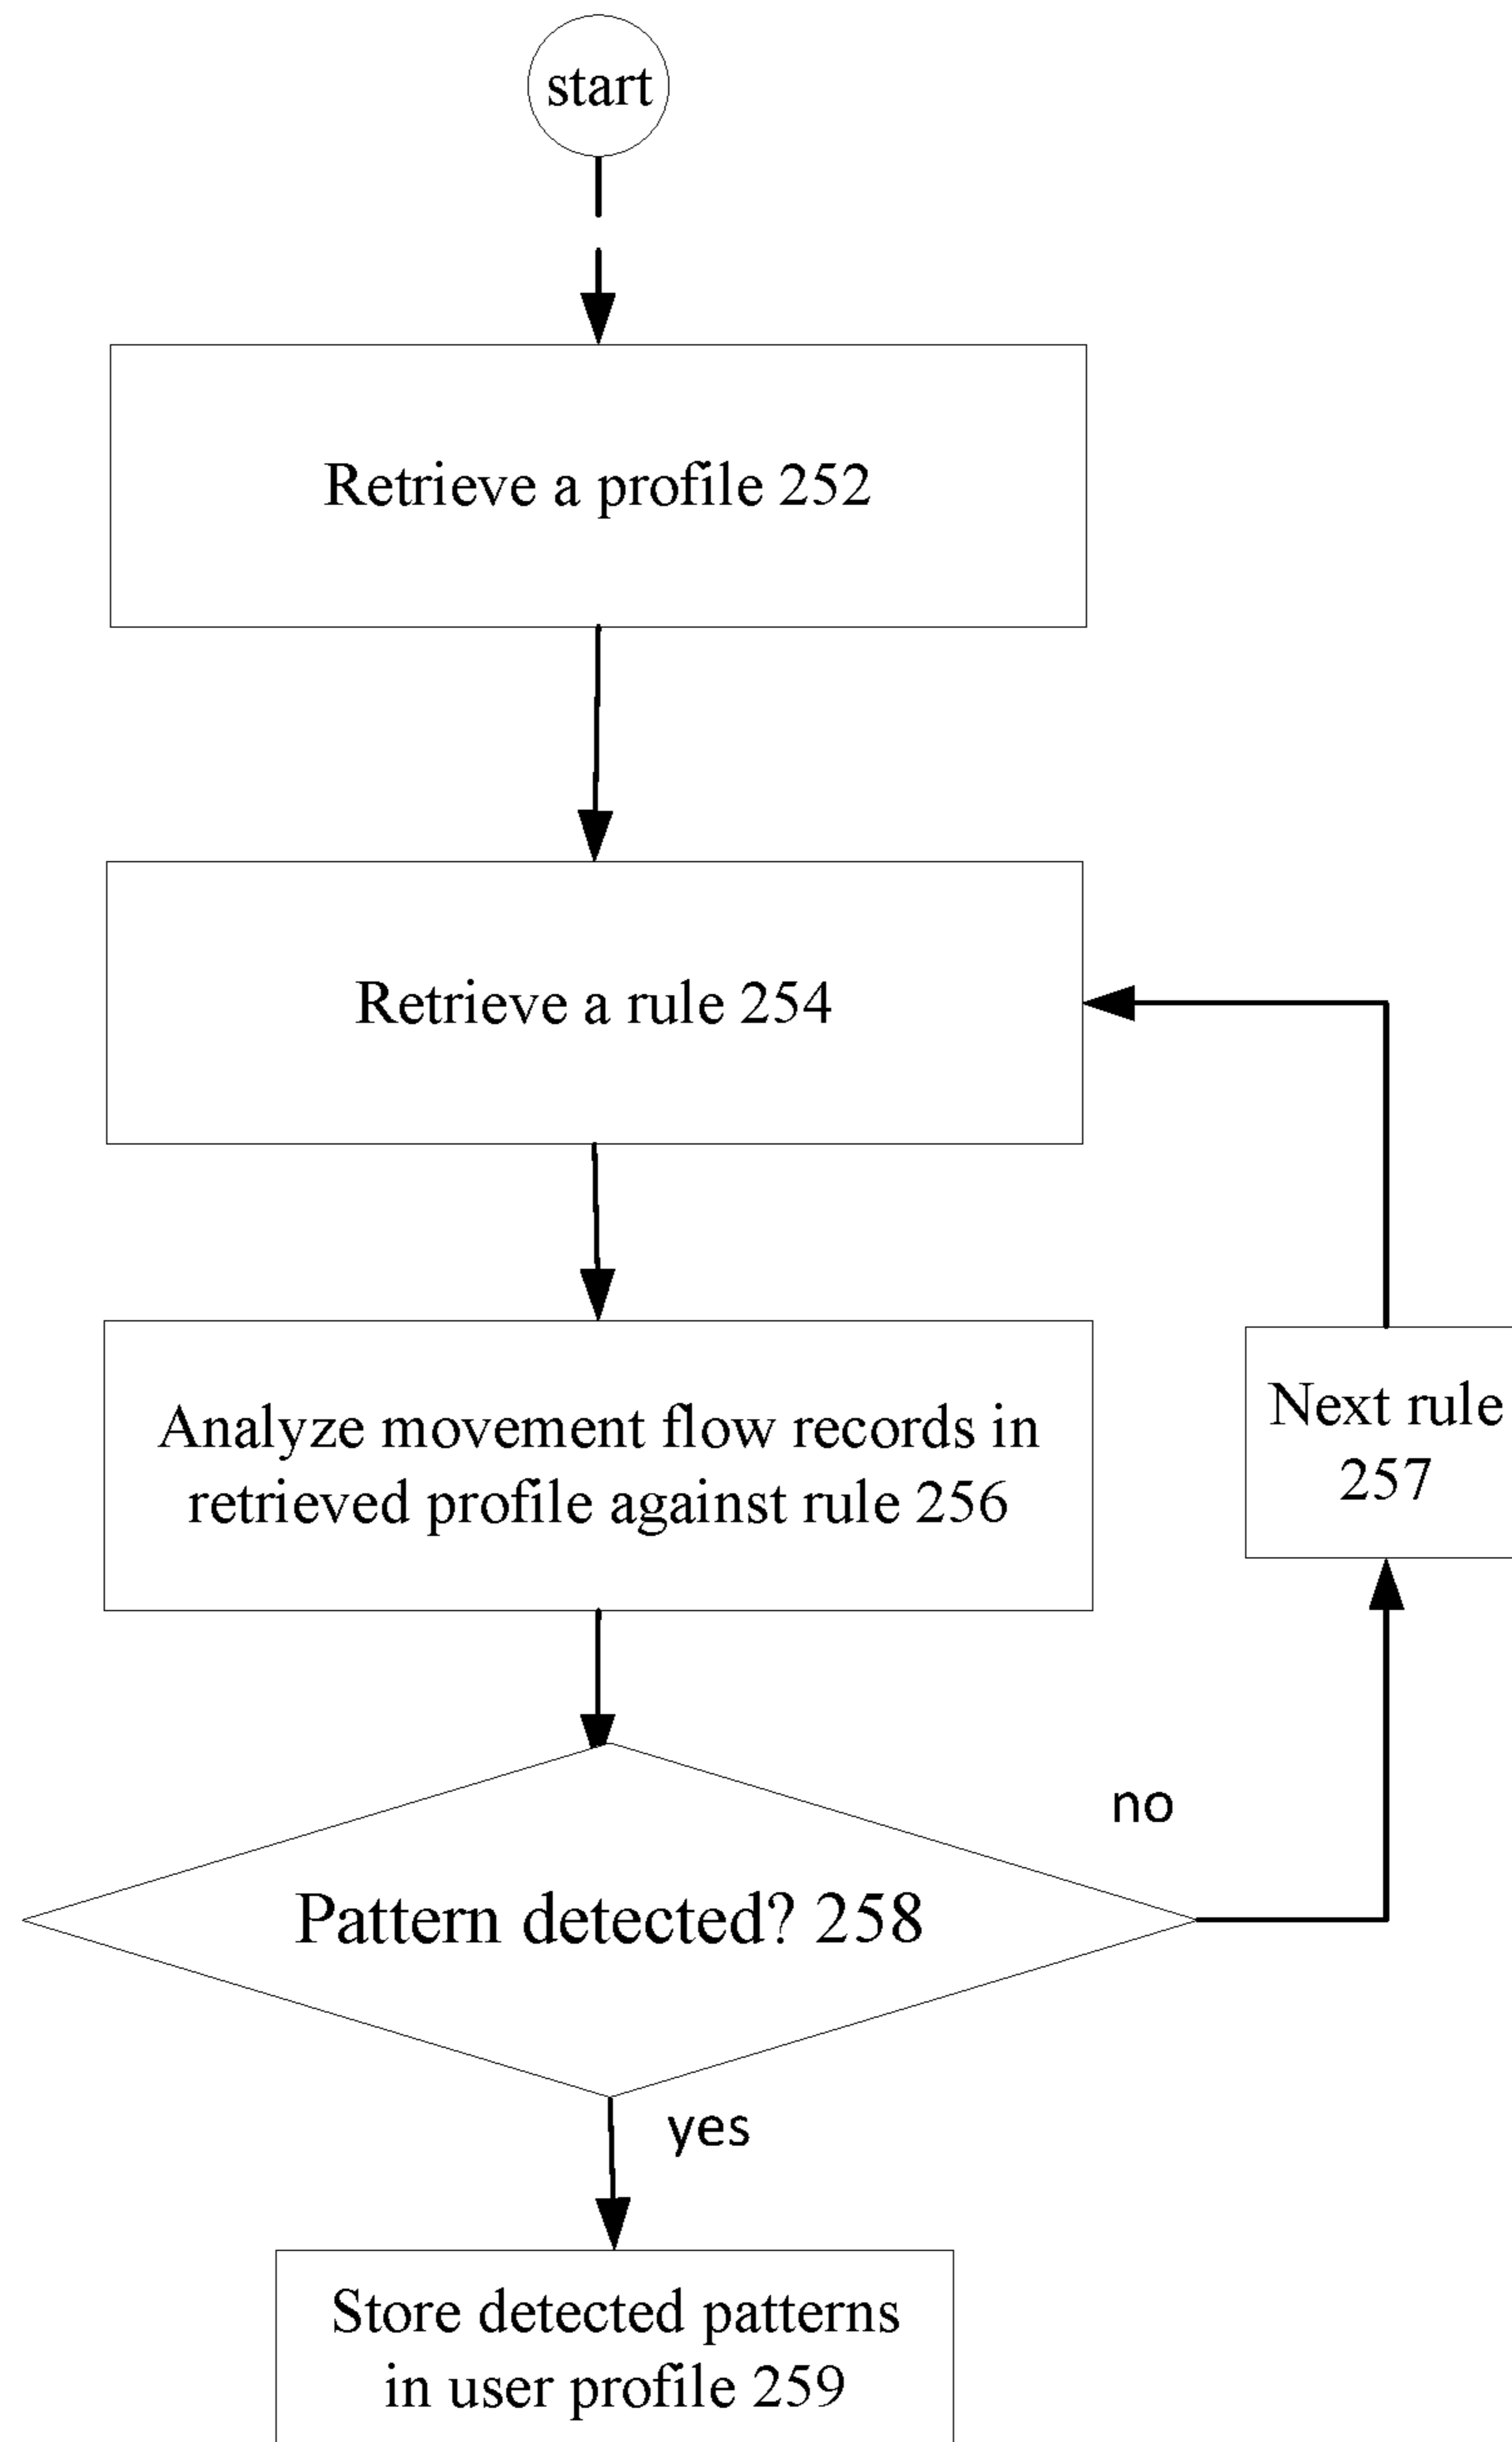 start
Retrieve a profile 252
Retrieve a rule 254
Analyze movement flow records in
retrieved profile against rule 256
Next rule
257
no
Pattern detected? 258
yes
Store detected patterns
in user profile 259